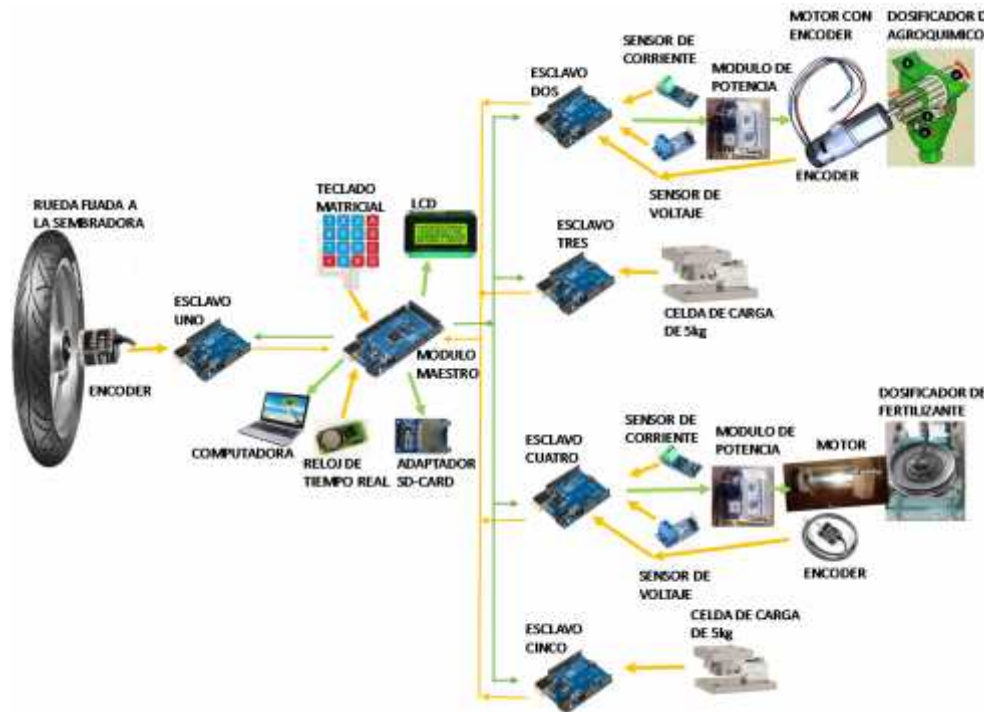 RUEDA FIJADA A
LA SEMBRADORA
ENCODER
ESCLAVO
UNO
TECLADO
MATRICIAL
LCD
MODULO
MAESTRO
COMPUTADORA
RELOJ DE
TIEMPO REAL
ADAPTADOR
SD-CARD
ESCLAVO
DOS
SENSOR DE
CORRIENTE
MODULO DE
POTENCIA
MOTOR CON
ENCODER
DOSIFICADOR D
AGROQUIMICO
ENCODER
SENSOR DE
VOLTAJE
ESCLAVO
TRES
CELDA DE CARGA
DE 5kg
ESCLAVO
CUATRO
SENSOR DE
CORRIENTE
MODULO DE
POTENCIA
MOTOR
DOSIFICADOR DE
FERTILIZANTE
ENCODER
SENSOR DE
VOLTAJE
ESCLAVO
CINCO
CELDA DE CARGA
DE 5kg